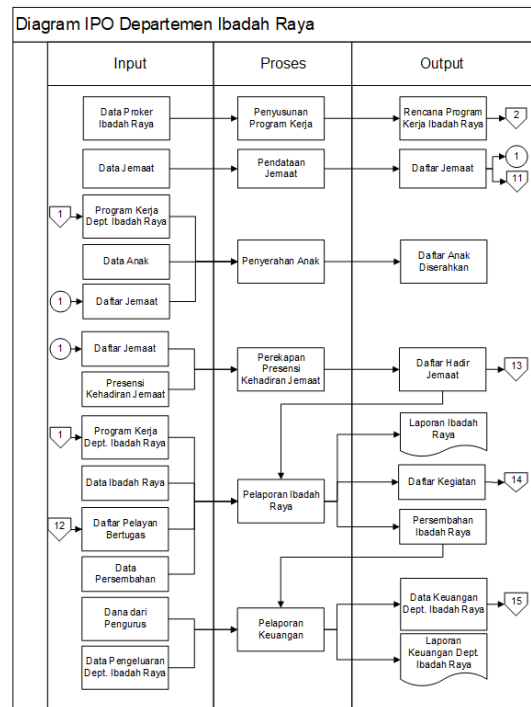 Diagram IPO Departemen Ibadah Raya
Input
Proses
Output
Data Proker
Ibadah Raya
Penyusunan
Program Kerja
Rencana Program
Kerja Ibadah Raya
2
Data Jemaat
Pendataan
Jemaat
Daftar Jemaat
1
11
1
Program Kerja
Dept. Ibadah Raya
Data Anak
1
Daftar Jemaat
Penyerahan Anak
Daftar Anak
Diserahkan
1
Daftar Jemaat
Presensi
Kehadiran Jemaat
Perekapan
Presensi
Kehadiran Jemaat
Daftar Hadir
Jemaat
13
1
Program Kerja
Dept. Ibadah Raya
Data Ibadah Raya
12
Daftar Pelayan
Bertugas
Data
Persembahan
Pelaporan Ibadah
Raya
Laporan Ibadah
Raya
Daftar Kegiatan
14
Persembahan
Ibadah Raya
Dana dari
Pengurus
Data Pengeluaran
Dept. Ibadah Raya
Pelaporan
Keuangan
Data Keuangan
Dept. Ibadah Raya
15
Laporan
Keuangan Dept.
Ibadah Raya